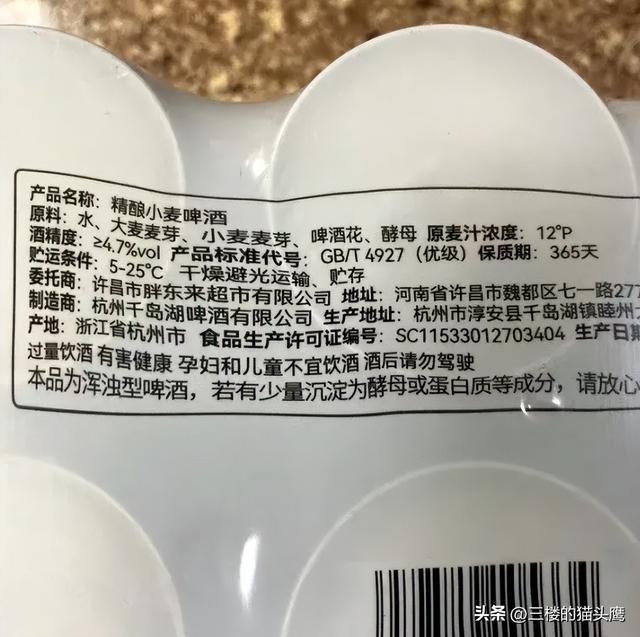 产品名称: 精酿小麦啤酒
原料: 水、大麦麦芽、小麦麦芽、啤酒花、酵母 原麦汁浓度: 12°P
酒精度: ≥4.7%vol 产品标准代号: GB/T 4927 (优级) 保质期: 365天
贮运条件: 5-25℃ 干燥避光运输、贮存
委托商: 许昌市胖东来超市有限公司 地址: 河南省许昌市魏都区七一路277
制造商: 杭州千岛湖啤酒有限公司 生产地址: 杭州市淳安县千岛湖镇睦州大
产地: 浙江省杭州市 食品生产许可证编号: SC11533012703404 生产日期
过量饮酒 有害健康 孕妇和儿童不宜饮酒 酒后请勿驾驶
本品为浑浊型啤酒, 若有少量沉淀为酵母或蛋白质等成分, 请放心
头条 @三楼的猫头鹰